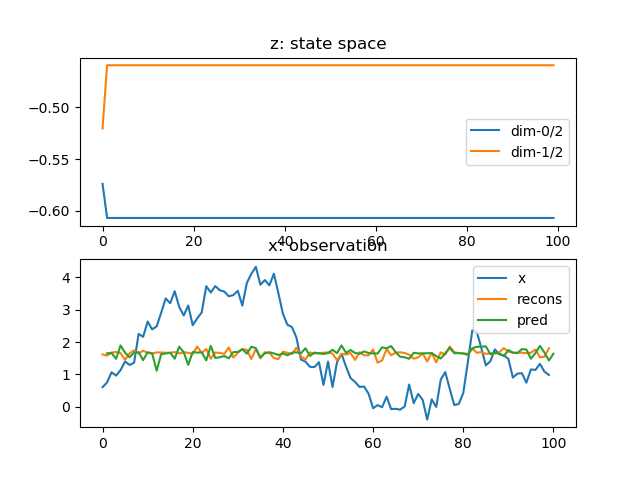 z: state space
−0.50
−0.55
−0.60
dim-0/2
dim-1/2
0 20 40 60 80 100
x: observation
4
3
2
1
0
x
recons
pred
0 20 40 60 80 100